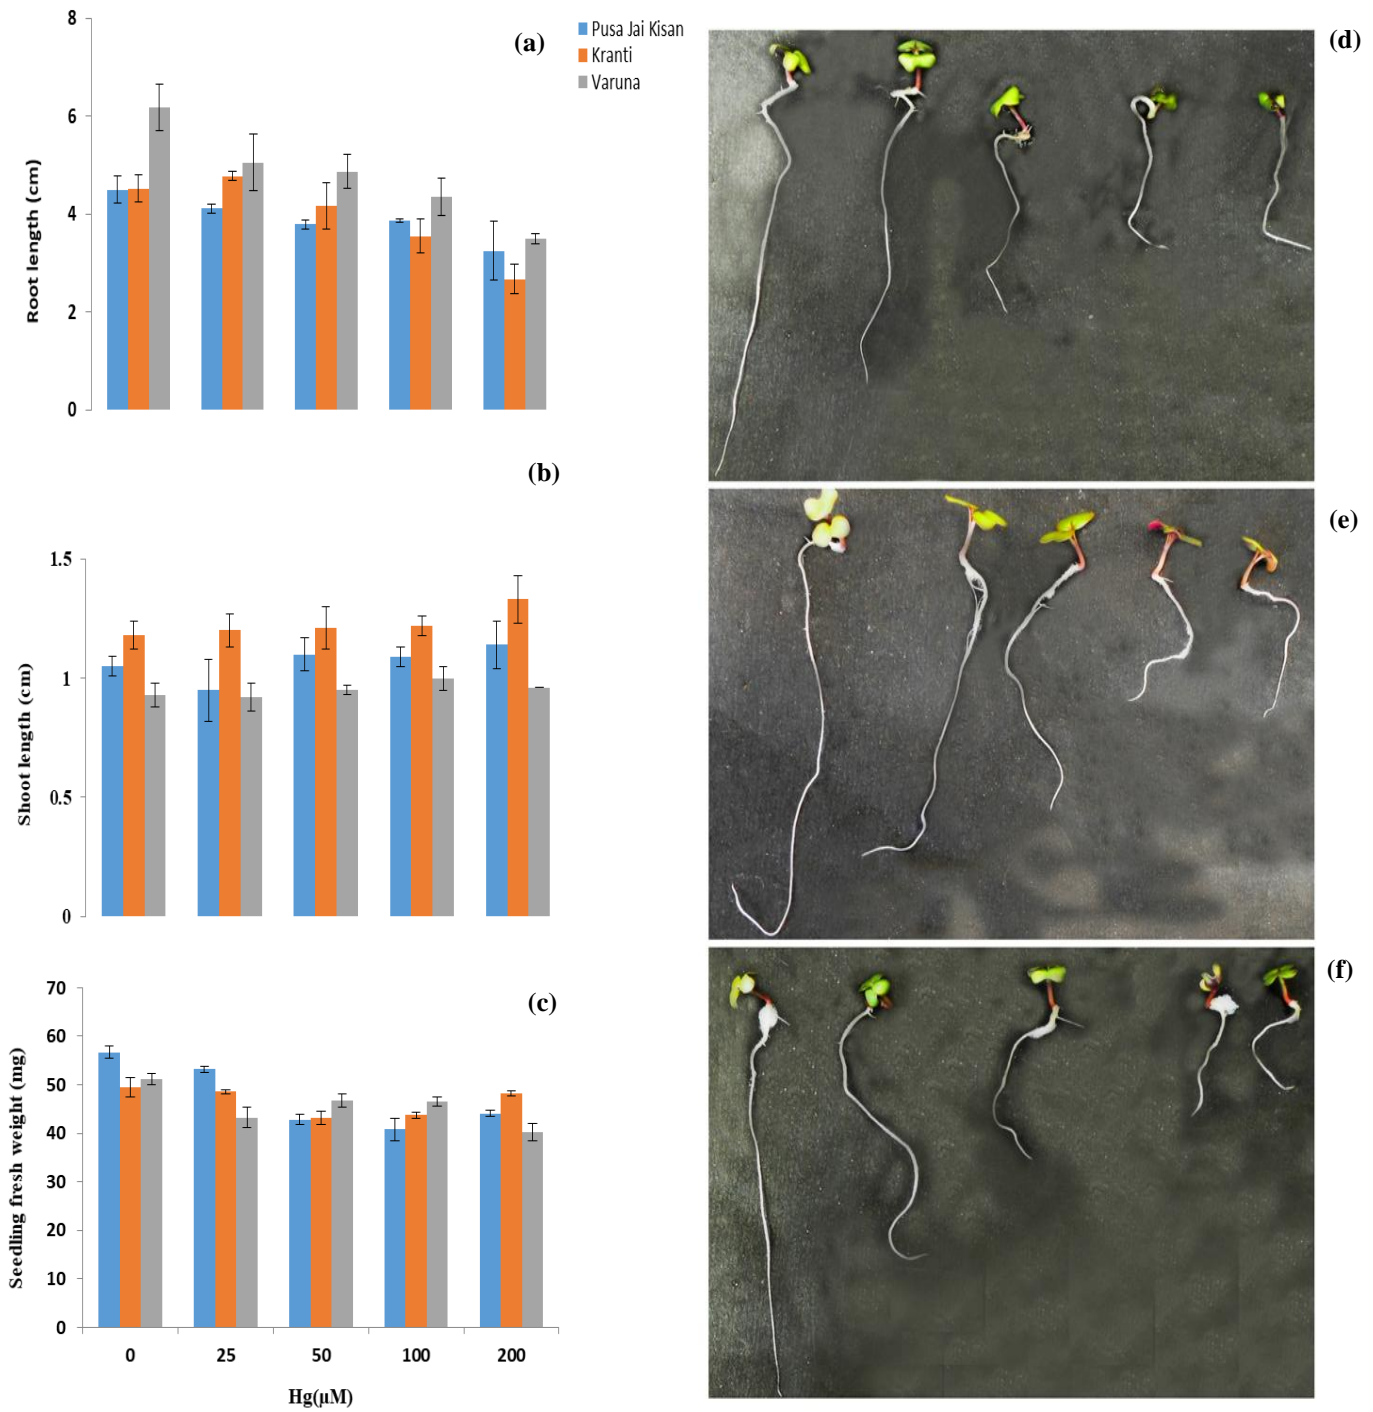 (a)
Pusa Jai Kisan
Kranti
Varuna
8
6
4
2
0
Root length (cm)
(b)
1.5
1
0.5
0
Shoot length (cm)
(c)
70
60
50
40
30
20
10
0
Seedling fresh weight (mg)
0 25 50 100 200
Hg(µM)
(d)
(e)
(f)